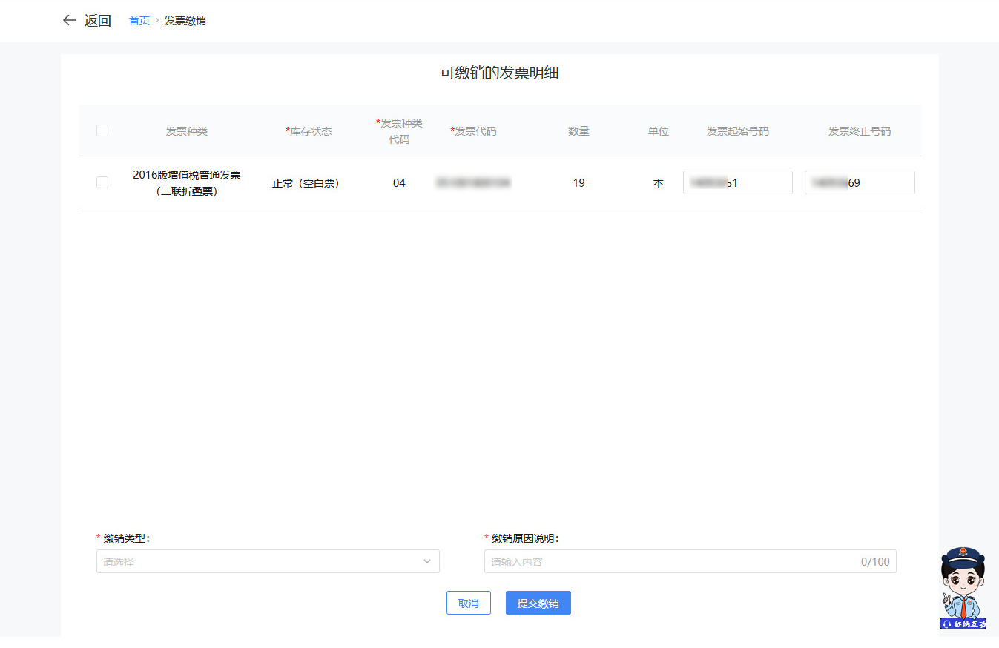 返回 首页 > 发票缴销
可缴销的发票明细
发票种类 *库存状态 *发票种类代码 *发票代码 数量 单位 发票起始号码 发票终止号码
2016版增值税普通发票（二联折叠票） 正常（空白票） 04 19 本 51 69
* 缴销类型: * 缴销原因说明:
请选择 请输入内容 0/100
取消 提交缴销
征纳互动